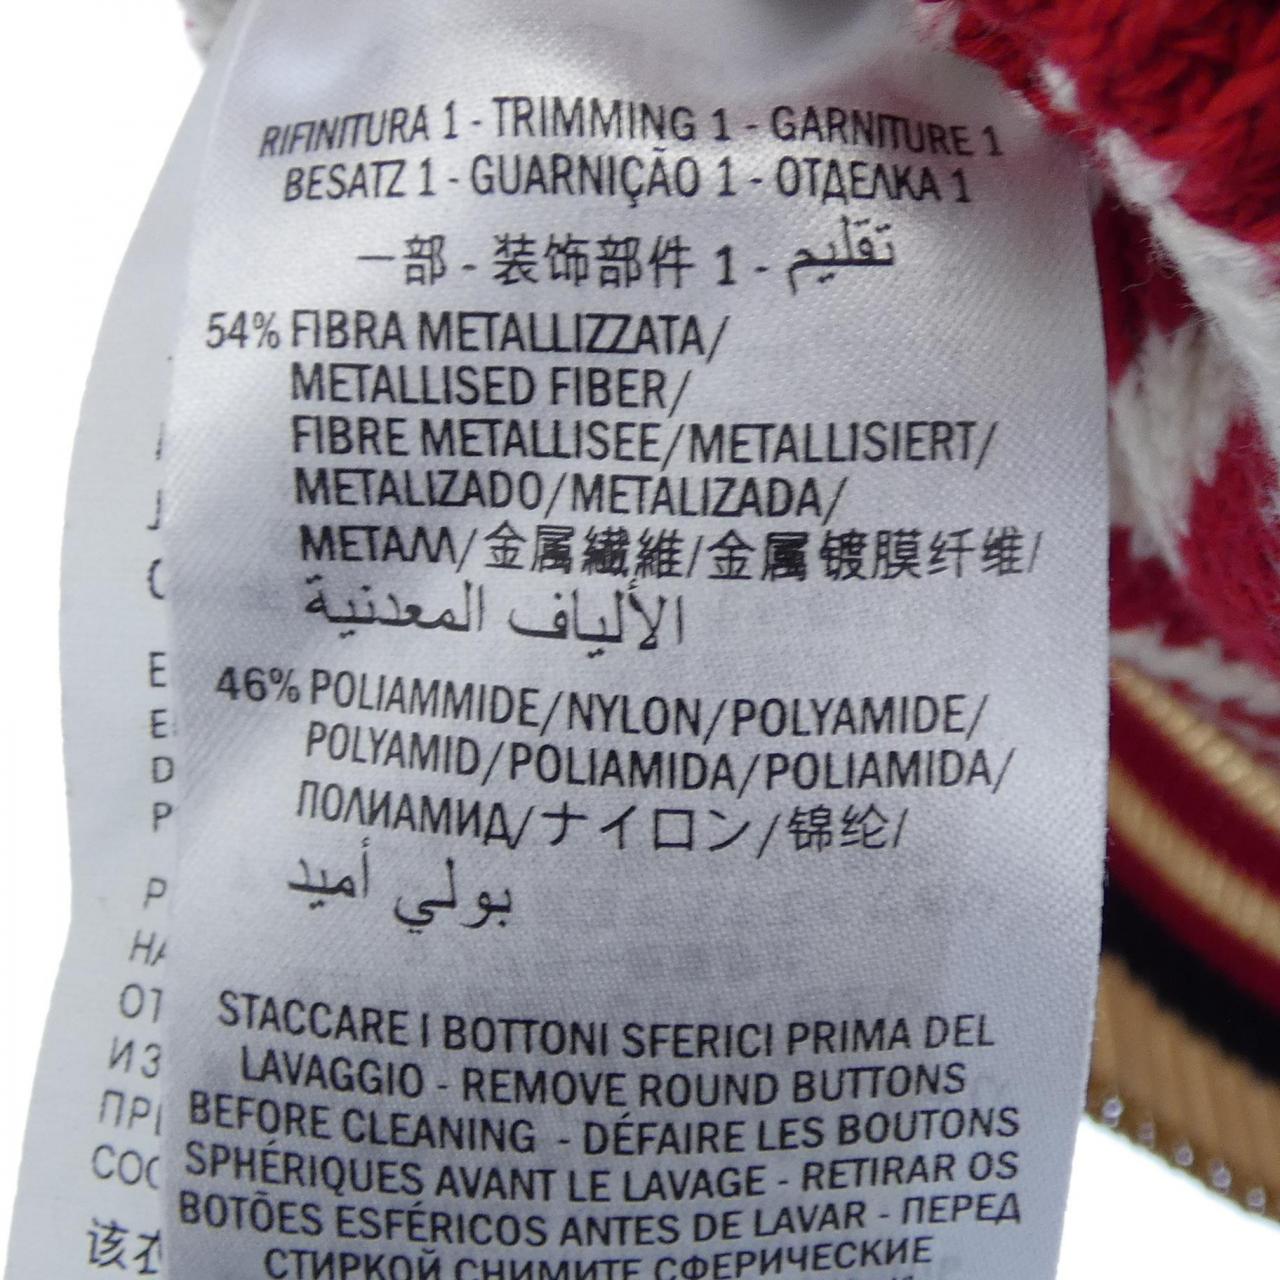 RIFINITURA 1 - TRIMMING 1 - GARNITURE 1
BESATZ 1 - GUARNIÇÃO 1 - ОТДЕЛКА 1
一部 - 装饰部件 1 - تقليم
54% FIBRA METALLIZZATA/
METALLISED FIBER/
FIBRE METALLISEE/METALLISIERT/
METALIZADO/METALIZADA/
МЕТАЛЛ/金属繊維/金属镀膜纤维/
الألياف المعدنية
46% POLIAMMIDE/NYLON/POLYAMIDE/
POLYAMID/POLIAMIDA/POLIAMIDA/
ПОЛИАМИД/ナイロン/锦纶/
بولي أميد
STACCARE I BOTTONI SFERICI PRIMA DEL
LAVAGGIO - REMOVE ROUND BUTTONS
BEFORE CLEANING - DÉFAIRE LES BOUTONS
SPHÉRIQUES AVANT LE LAVAGE - RETIRAR OS
BOTÕES ESFÉRICOS ANTES DE LAVAR - ПЕРЕД
СТИРКОЙ СНИМИТЕ СФЕРИЧЕСКИЕ